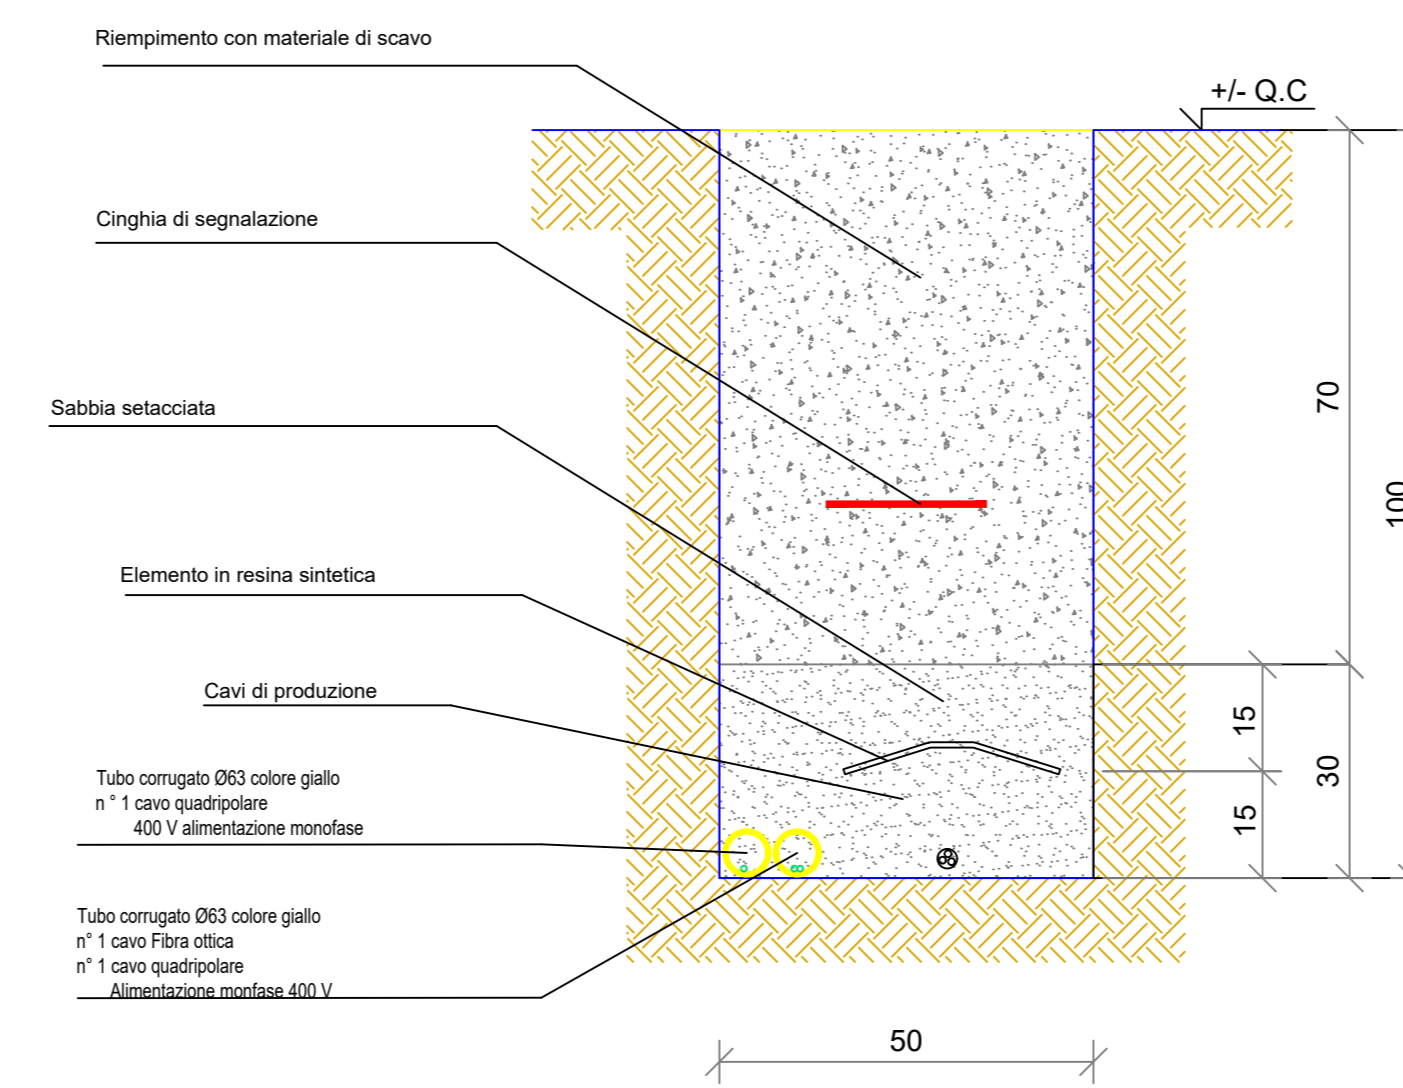 Riempimento con materiale di scavo
+/- Q.C
Cinghia di segnalazione
70
Sabbia setacciata
100
Elemento in resina sintetica
Cavi di produzione
15
30
Tubo corrugato Ø63 colore giallo
n ° 1 cavo quadripolare
400 V alimentazione monofase
15
Tubo corrugato Ø63 colore giallo
n° 1 cavo Fibra ottica
n° 1 cavo quadripolare
Alimentazione monfase 400 V
50